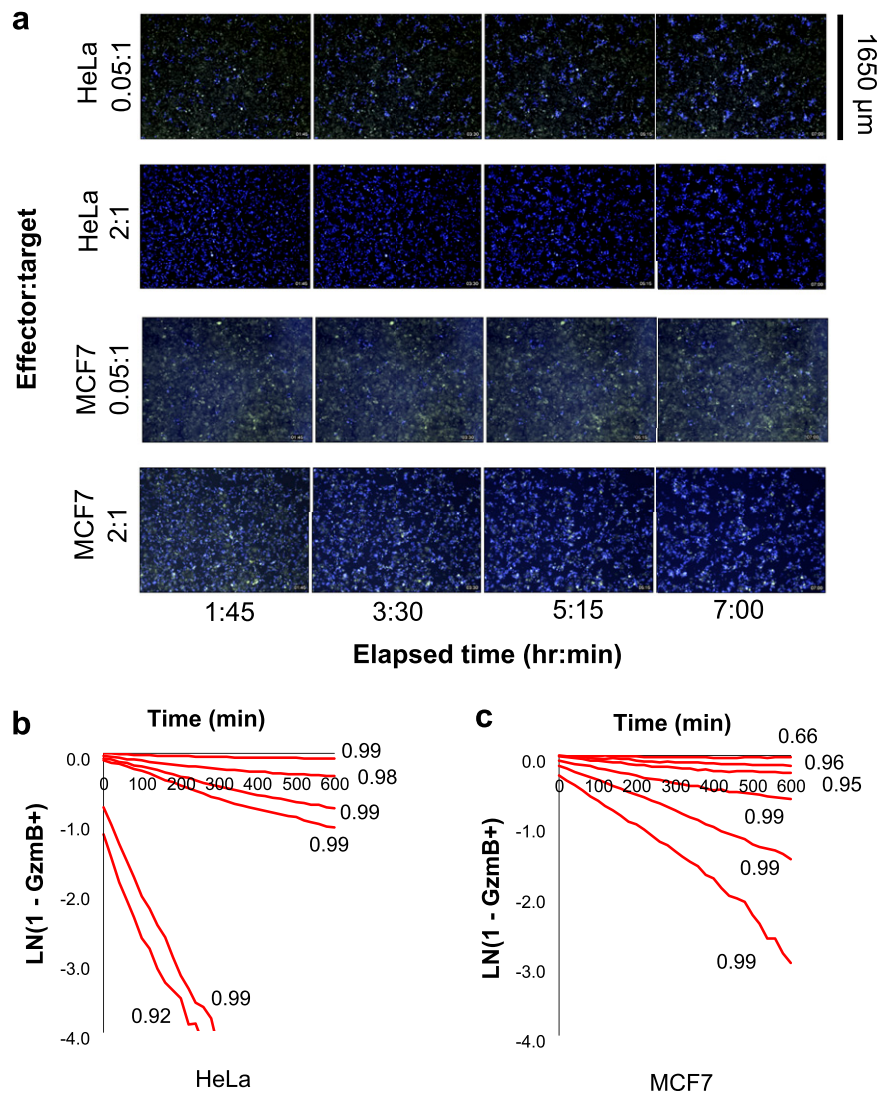 a
HeLa
0.05:1
1650 μm
HeLa
2:1
Effector:target
MCF7
0.05:1
MCF7
2:1
1:45 3:30 5:15 7:00
Elapsed time (hr:min)
b
Time (min)
0.0
0 100 200 300 400 500 600
-1.0
-2.0
-3.0
-4.0
LN(1 - GzmB+)
0.99
0.98
0.99
0.99
0.99
0.92
HeLa
c
Time (min)
0.0
0 100 200 300 400 500 600
-1.0
-2.0
-3.0
-4.0
LN(1 - GzmB+)
0.66
0.96
0.95
0.99
0.99
0.99
MCF7